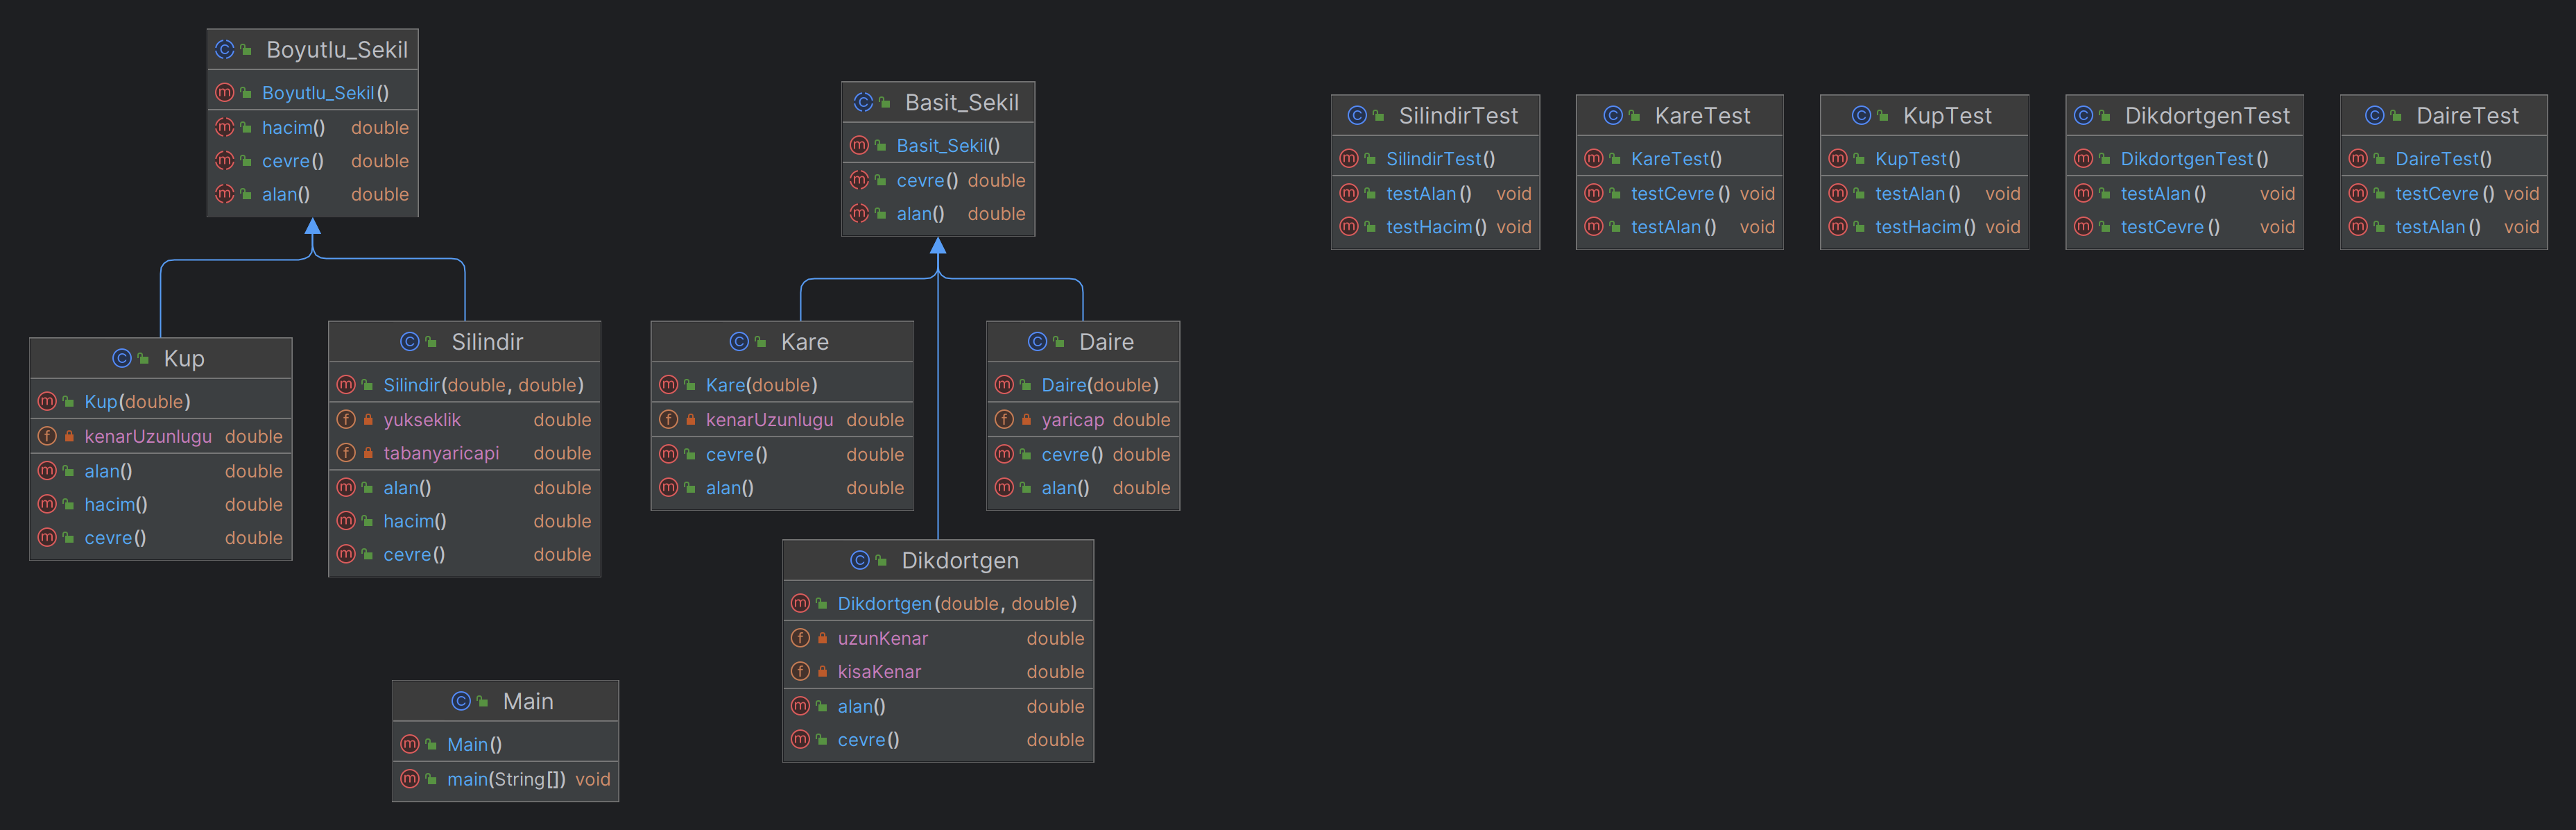 Boyutlu_Sekil
Boyutlu_Sekil()
hacim() double
cevre() double
alan() double
Basit_Sekil
Basit_Sekil()
cevre() double
alan() double
SilindirTest
SilindirTest()
testAlan() void
testHacim() void
KareTest
KareTest()
testCevre() void
testAlan() void
KupTest
KupTest()
testAlan() void
testHacim() void
DikdortgenTest
DikdortgenTest()
testAlan() void
testCevre() void
DaireTest
DaireTest()
testCevre() void
testAlan() void
Kup
Kup(double)
kenarUzunlugu double
alan() double
hacim() double
cevre() double
Silindir
Silindir(double, double)
yukseklik double
tabanyaricapi double
alan() double
hacim() double
cevre() double
Kare
Kare(double)
kenarUzunlugu double
cevre() double
alan() double
Daire
Daire(double)
yaricap double
cevre() double
alan() double
Dikdortgen
Dikdortgen(double, double)
uzunKenar double
kisaKenar double
alan() double
cevre() double
Main
Main()
main(String[]) void